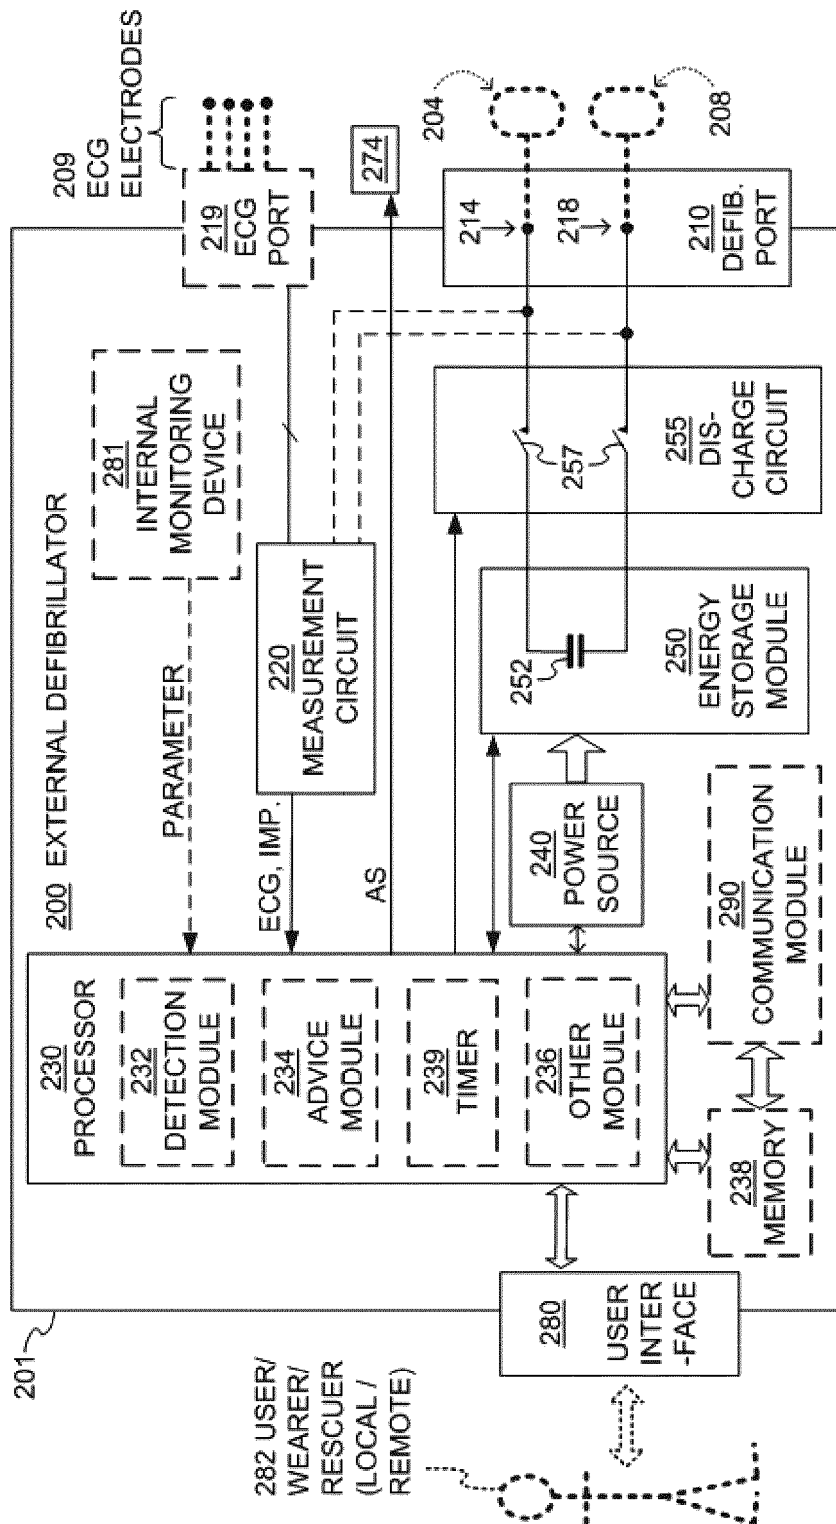 200 EXTERNAL DEFIBRILLATOR
201
282 USER/
WEARER/
RESCUER
(LOCAL /
REMOTE)
280
USER
INTER
-FACE
230
PROCESSOR
232
DETECTION
MODULE
234
ADVICE
MODULE
239
TIMER
236
OTHER
MODULE
238
MEMORY
290
COMMUNICATION
MODULE
PARAMETER
281
INTERNAL
MONITORING
DEVICE
ECG, IMP.
220
MEASUREMENT
CIRCUIT
AS
240
POWER
SOURCE
252
250
ENERGY
STORAGE
MODULE
257
255
DIS-
CHARGE
CIRCUIT
209
ECG
ELECTRODES
219
ECG
PORT
274
214
218
210
DEFIB.
PORT
204
208